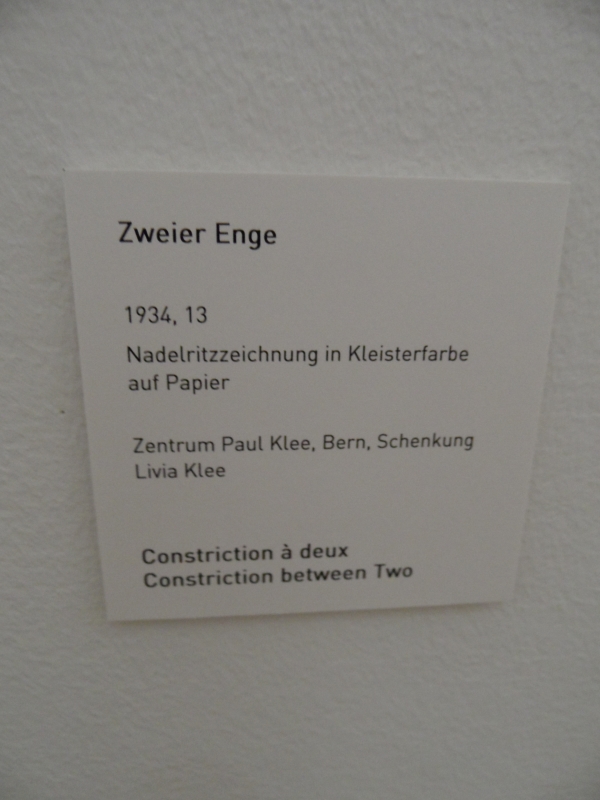 Zweier Enge
1934, 13
Nadelritzzeichnung in Kleisterfarbe
auf Papier
Zentrum Paul Klee, Bern, Schenkung
Livia Klee
Constriction à deux
Constriction between Two